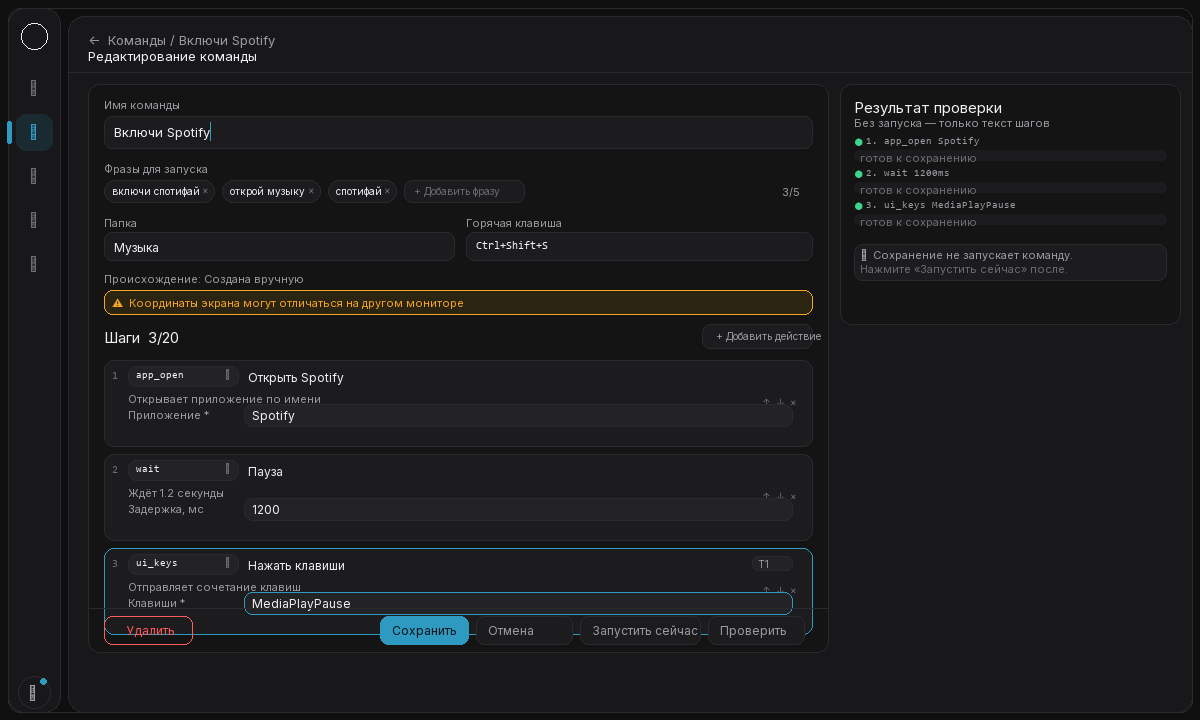 ← Команды / Включи Spotify
Редактирование команды
Имя команды
Включи Spotify
Фразы для запуска
включи спотифай × открой музыку × спотифай × + Добавить фразу 3/5
Папка Горячая клавиша
Музыка Ctrl+Shift+S
Происхождение: Создана вручную
⚠ Координаты экрана могут отличаться на другом мониторе
Шаги 3/20 + Добавить действие
1 app_open Открыть Spotify
Открывает приложение по имени ↑ ↓ ×
Приложение * Spotify
2 wait Пауза
Ждёт 1.2 секунды ↑ ↓ ×
Задержка, мс 1200
3 ui_keys Нажать клавиши T1
Отправляет сочетание клавиш ↑ ↓ ×
Клавиши * MediaPlayPause
Удалить Сохранить Отмена Запустить сейчас Проверить
Результат проверки
Без запуска — только текст шагов
1. app_open Spotify
готов к сохранению
2. wait 1200ms
готов к сохранению
3. ui_keys MediaPlayPause
готов к сохранению
Сохранение не запускает команду.
Нажмите «Запустить сейчас» после.